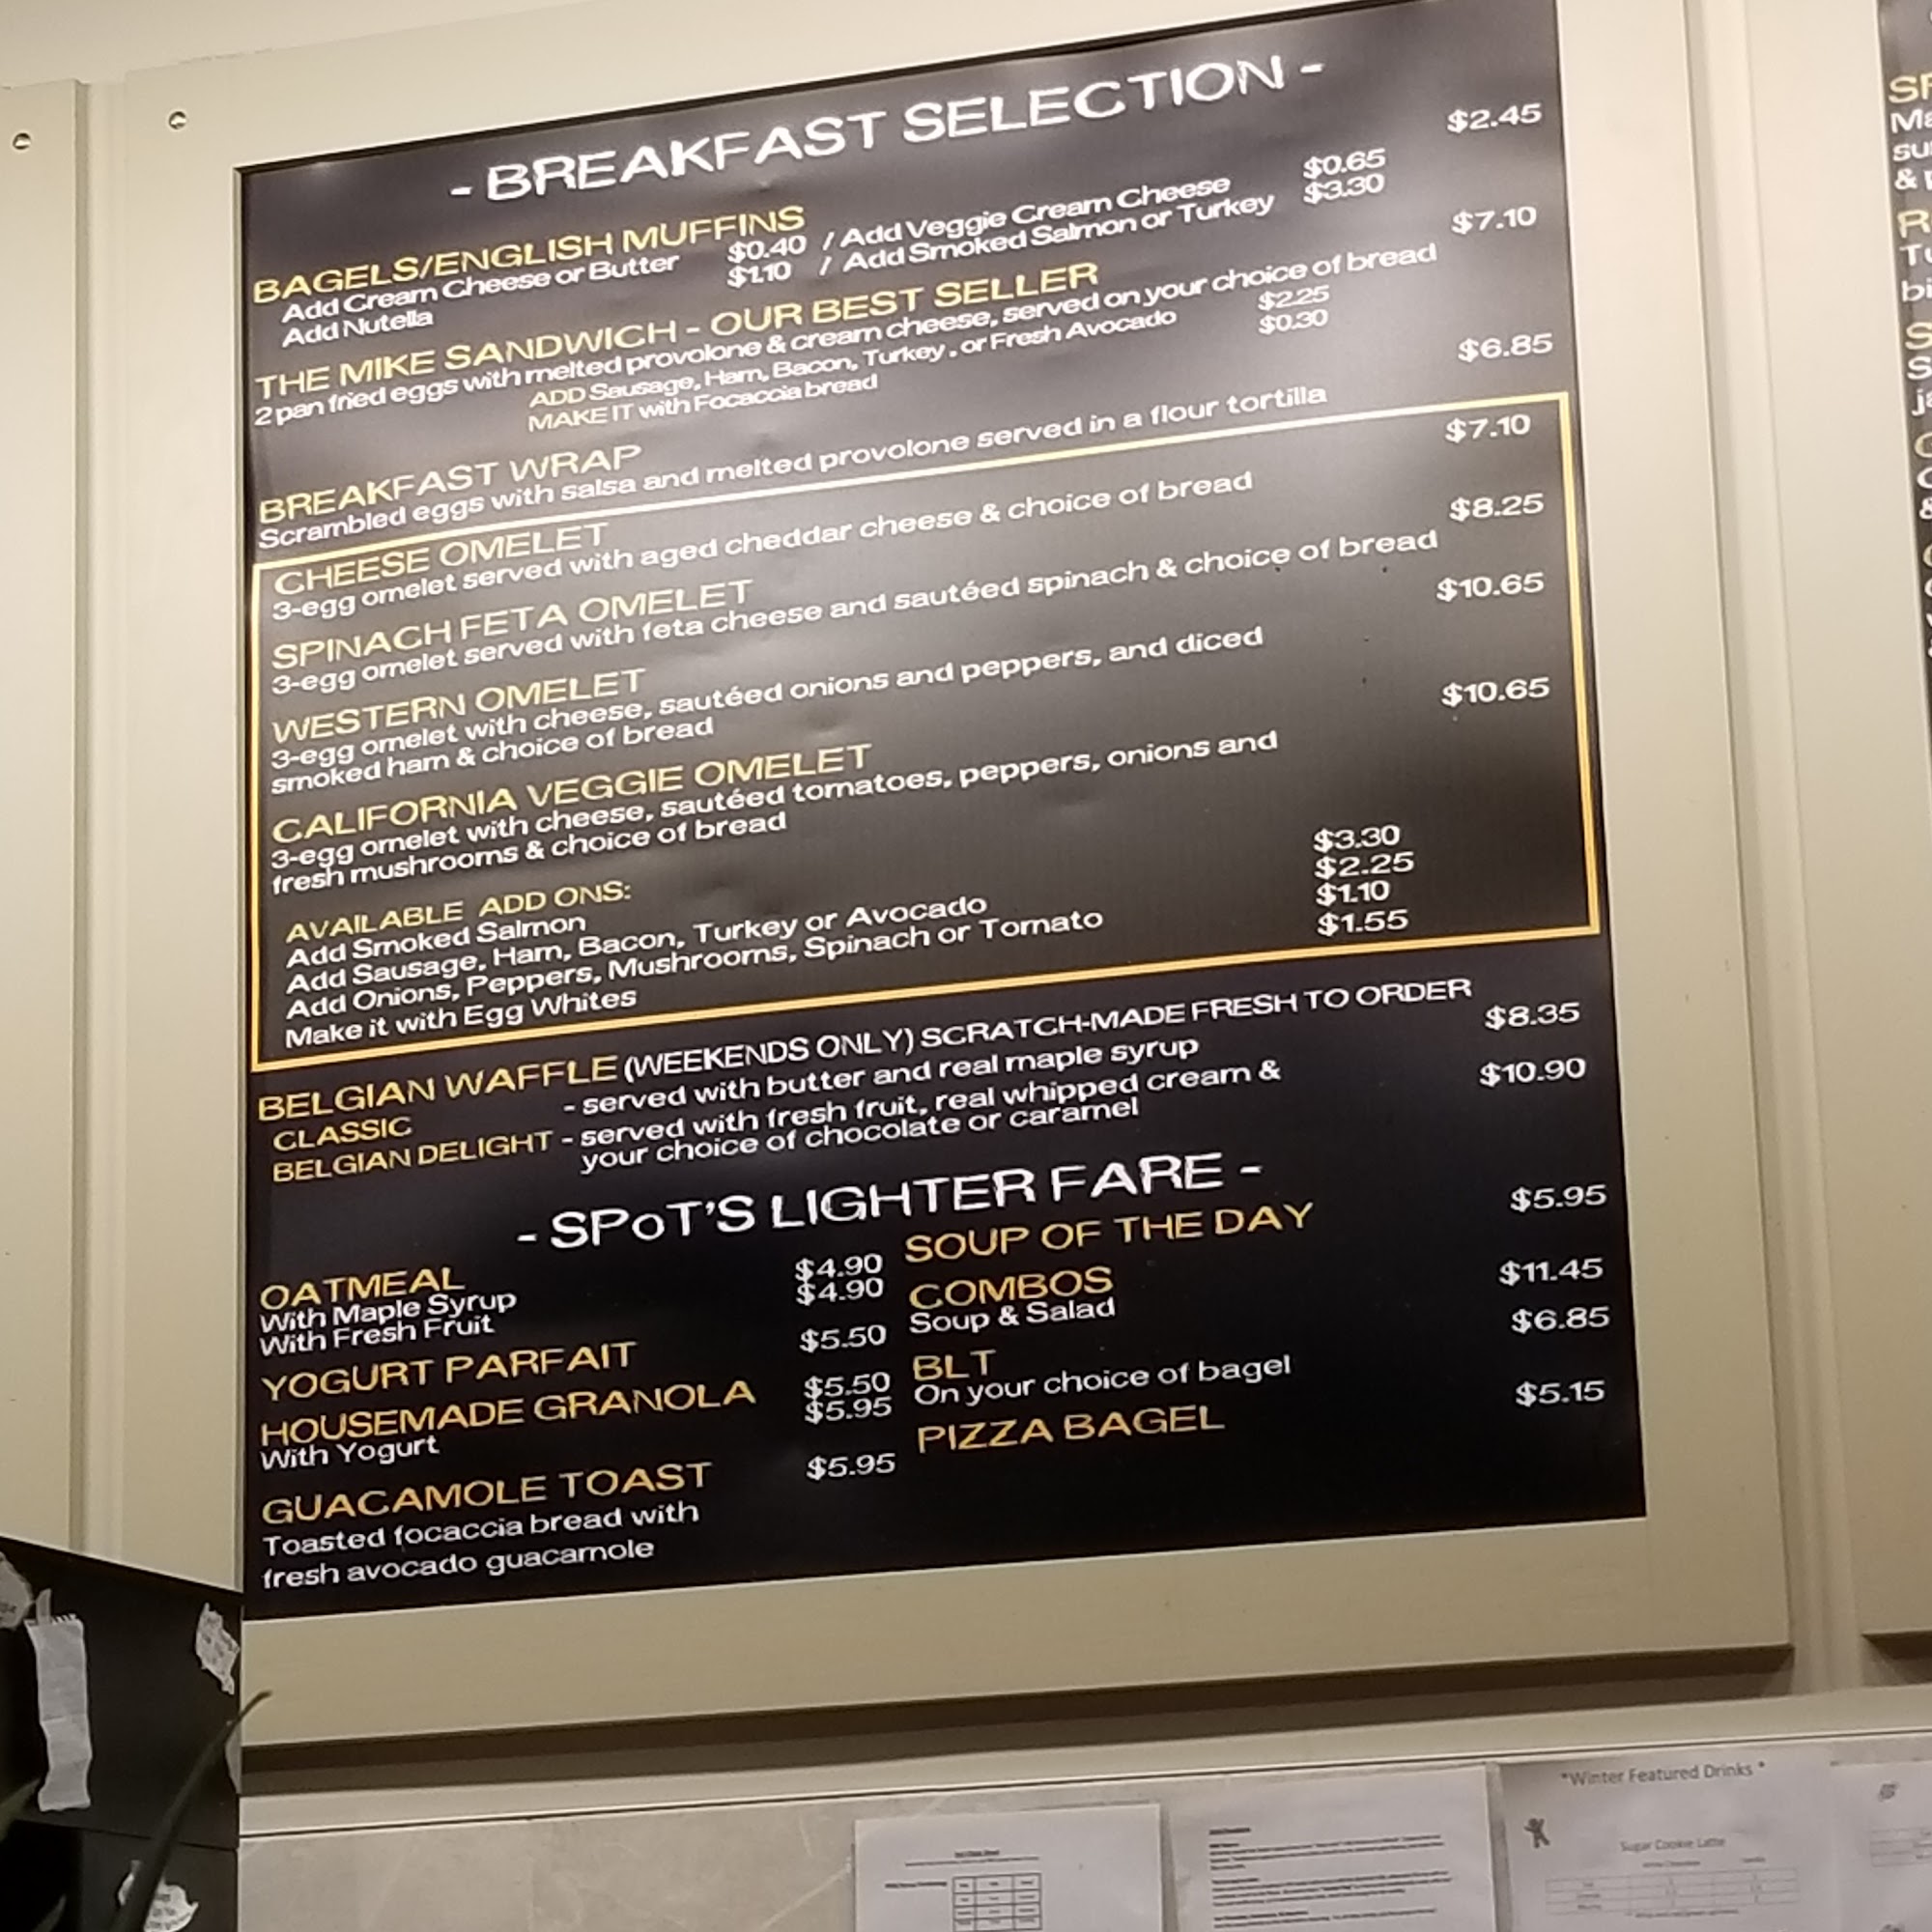 - BREAKFAST SELECTION -
BAGELS/ENGLISH MUFFINS $2.45
Add Cream Cheese or Butter $0.40 / Add Veggie Cream Cheese $0.65
Add Nutella $1.10 / Add Smoked Salmon or Turkey $3.30
THE MIKE SANDWICH - OUR BEST SELLER $7.10
2 pan fried eggs with melted provolone & cream cheese, served on your choice of bread
ADD Sausage, Ham, Bacon, Turkey, or Fresh Avocado $2.25
MAKE IT with Focaccia bread $0.30
BREAKFAST WRAP $6.85
Scrambled eggs with salsa and melted provolone served in a flour tortilla
CHEESE OMELET $7.10
3-egg omelet served with aged cheddar cheese & choice of bread
SPINACH FETA OMELET $8.25
3-egg omelet served with feta cheese and sautéed spinach & choice of bread
WESTERN OMELET $10.65
3-egg omelet with cheese, sautéed onions and peppers, and diced
smoked ham & choice of bread
CALIFORNIA VEGGIE OMELET $10.65
3-egg omelet with cheese, sautéed tomatoes, peppers, onions and
fresh mushrooms & choice of bread
AVAILABLE ADD ONS:
Add Smoked Salmon $3.30
Add Sausage, Ham, Bacon, Turkey or Avocado $2.25
Add Onions, Peppers, Mushrooms, Spinach or Tomato $1.10
Make it with Egg Whites $1.55
BELGIAN WAFFLE (WEEKENDS ONLY) SCRATCH-MADE FRESH TO ORDER
CLASSIC - served with butter and real maple syrup $8.35
BELGIAN DELIGHT - served with fresh fruit, real whipped cream & $10.90
your choice of chocolate or caramel
- SPoT'S LIGHTER FARE -
OATMEAL
With Maple Syrup $4.90
With Fresh Fruit $4.90
YOGURT PARFAIT $5.50
HOUSEMADE GRANOLA $5.50
With Yogurt $5.95
GUACAMOLE TOAST $5.95
Toasted focaccia bread with
fresh avocado guacamole
SOUP OF THE DAY $5.95
COMBOS
Soup & Salad $11.45
BLT $6.85
On your choice of bagel
PIZZA BAGEL $5.15
*Winter Featured Drinks *
Sugar Cookie Latte